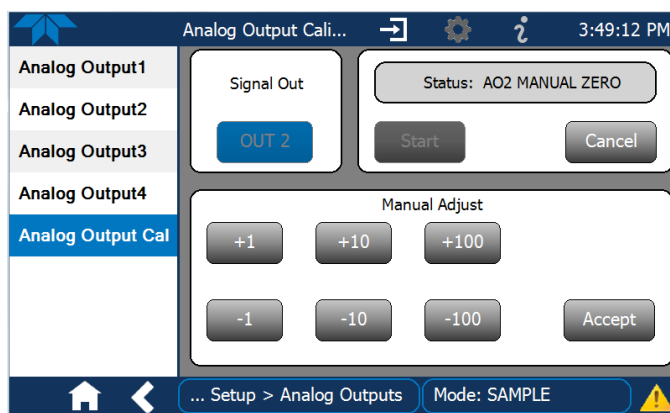 Analog Output Cali... 3:49:12 PM
Analog Output1
Analog Output2
Analog Output3
Analog Output4
Analog Output Cal
Signal Out
OUT 2
Status: AO2 MANUAL ZERO
Start Cancel
Manual Adjust
+1 +10 +100
-1 -10 -100 Accept
... Setup > Analog Outputs Mode: SAMPLE